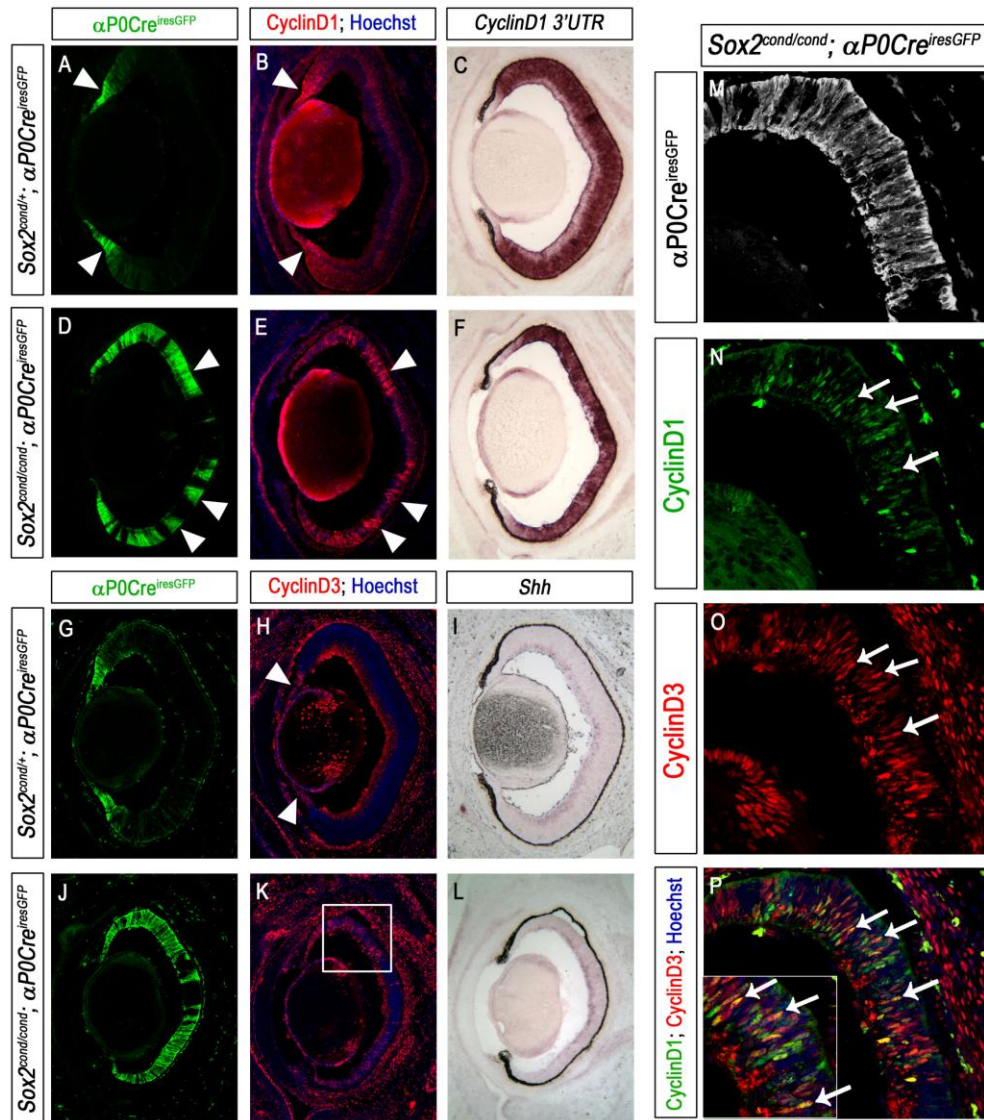 αP0Cre^iresGFP
CyclinD1; Hoechst
CyclinD1 3'UTR
Sox2^cond/+; αP0Cre^iresGFP
A
B
C
Sox2^cond/cond; αP0Cre^iresGFP
D
E
F
αP0Cre^iresGFP
CyclinD3; Hoechst
Shh
Sox2^cond/+; αP0Cre^iresGFP
G
H
I
Sox2^cond/cond; αP0Cre^iresGFP
J
K
L
Sox2^cond/cond; αP0Cre^iresGFP
αP0Cre^iresGFP
M
CyclinD1
N
CyclinD3
O
CyclinD1; CyclinD3; Hoechst
P